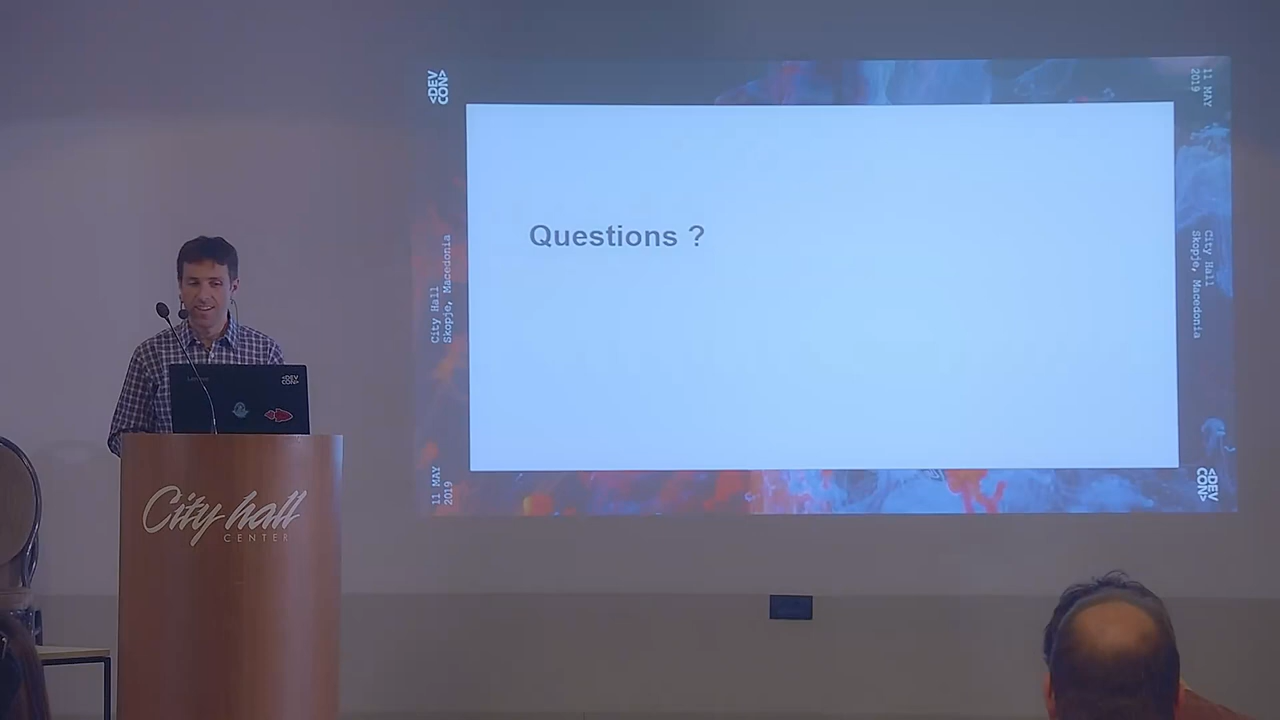 <DEV
CON>
11 MAY
2019
Questions ?
City Hall
Skopje, Macedonia
City Hall
Skopje, Macedonia
Lenovo
<DEV
CON>
11 MAY
2019
<DEV
CON>
City hall
CENTER